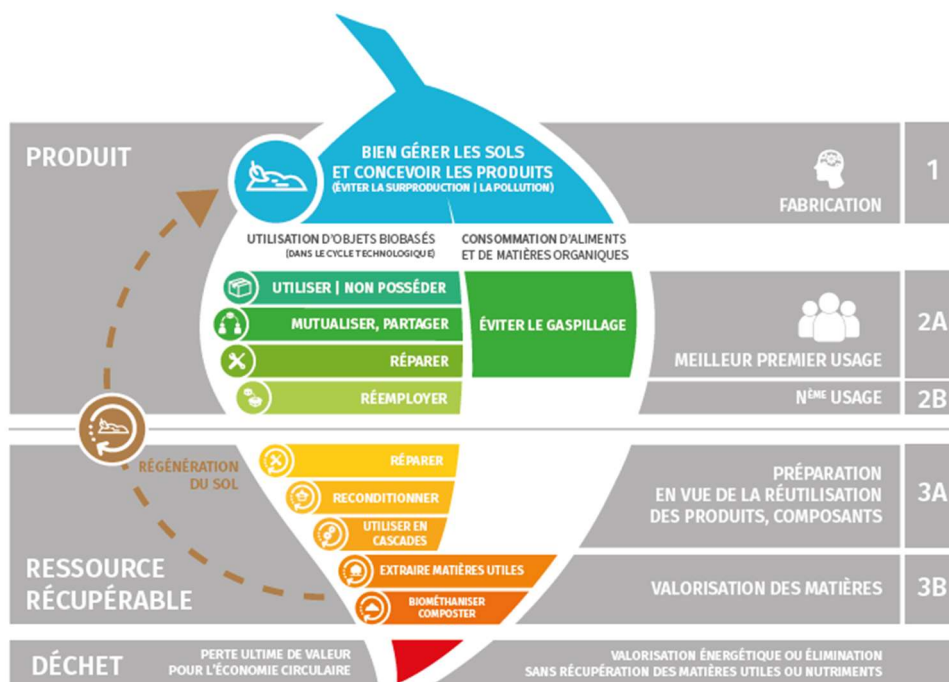 PRODUIT
BIEN GÉRER LES SOLS
ET CONCEVOIR LES PRODUITS
(ÉVITER LA SURPRODUCTION | LA POLLUTION)
FABRICATION
1
UTILISATION D'OBJETS BIOBASÉS
(DANS LE CYCLE TECHNOLOGIQUE)
CONSOMMATION D'ALIMENTS
ET DE MATIÈRES ORGANIQUES
UTILISER | NON POSSÉDER
MUTUALISER, PARTAGER
RÉPARER
ÉVITER LE GASPILLAGE
MEILLEUR PREMIER USAGE
2A
RÉEMPLOYER
NÈME USAGE
2B
RÉGÉNÉRATION
DU SOL
RÉPARER
RECONDITIONNER
UTILISER EN
CASCADES
PRÉPARATION
EN VUE DE LA RÉUTILISATION
DES PRODUITS, COMPOSANTS
3A
RESSOURCE
RÉCUPÉRABLE
EXTRAIRE MATIÈRES UTILES
BIOMÉTHANISER
COMPOSTER
VALORISATION DES MATIÈRES
3B
DÉCHET
PERTE ULTIME DE VALEUR
POUR L'ÉCONOMIE CIRCULAIRE
VALORISATION ÉNERGÉTIQUE OU ÉLIMINATION
SANS RÉCUPÉRATION DES MATIÈRES UTILES OU NUTRIMENTS